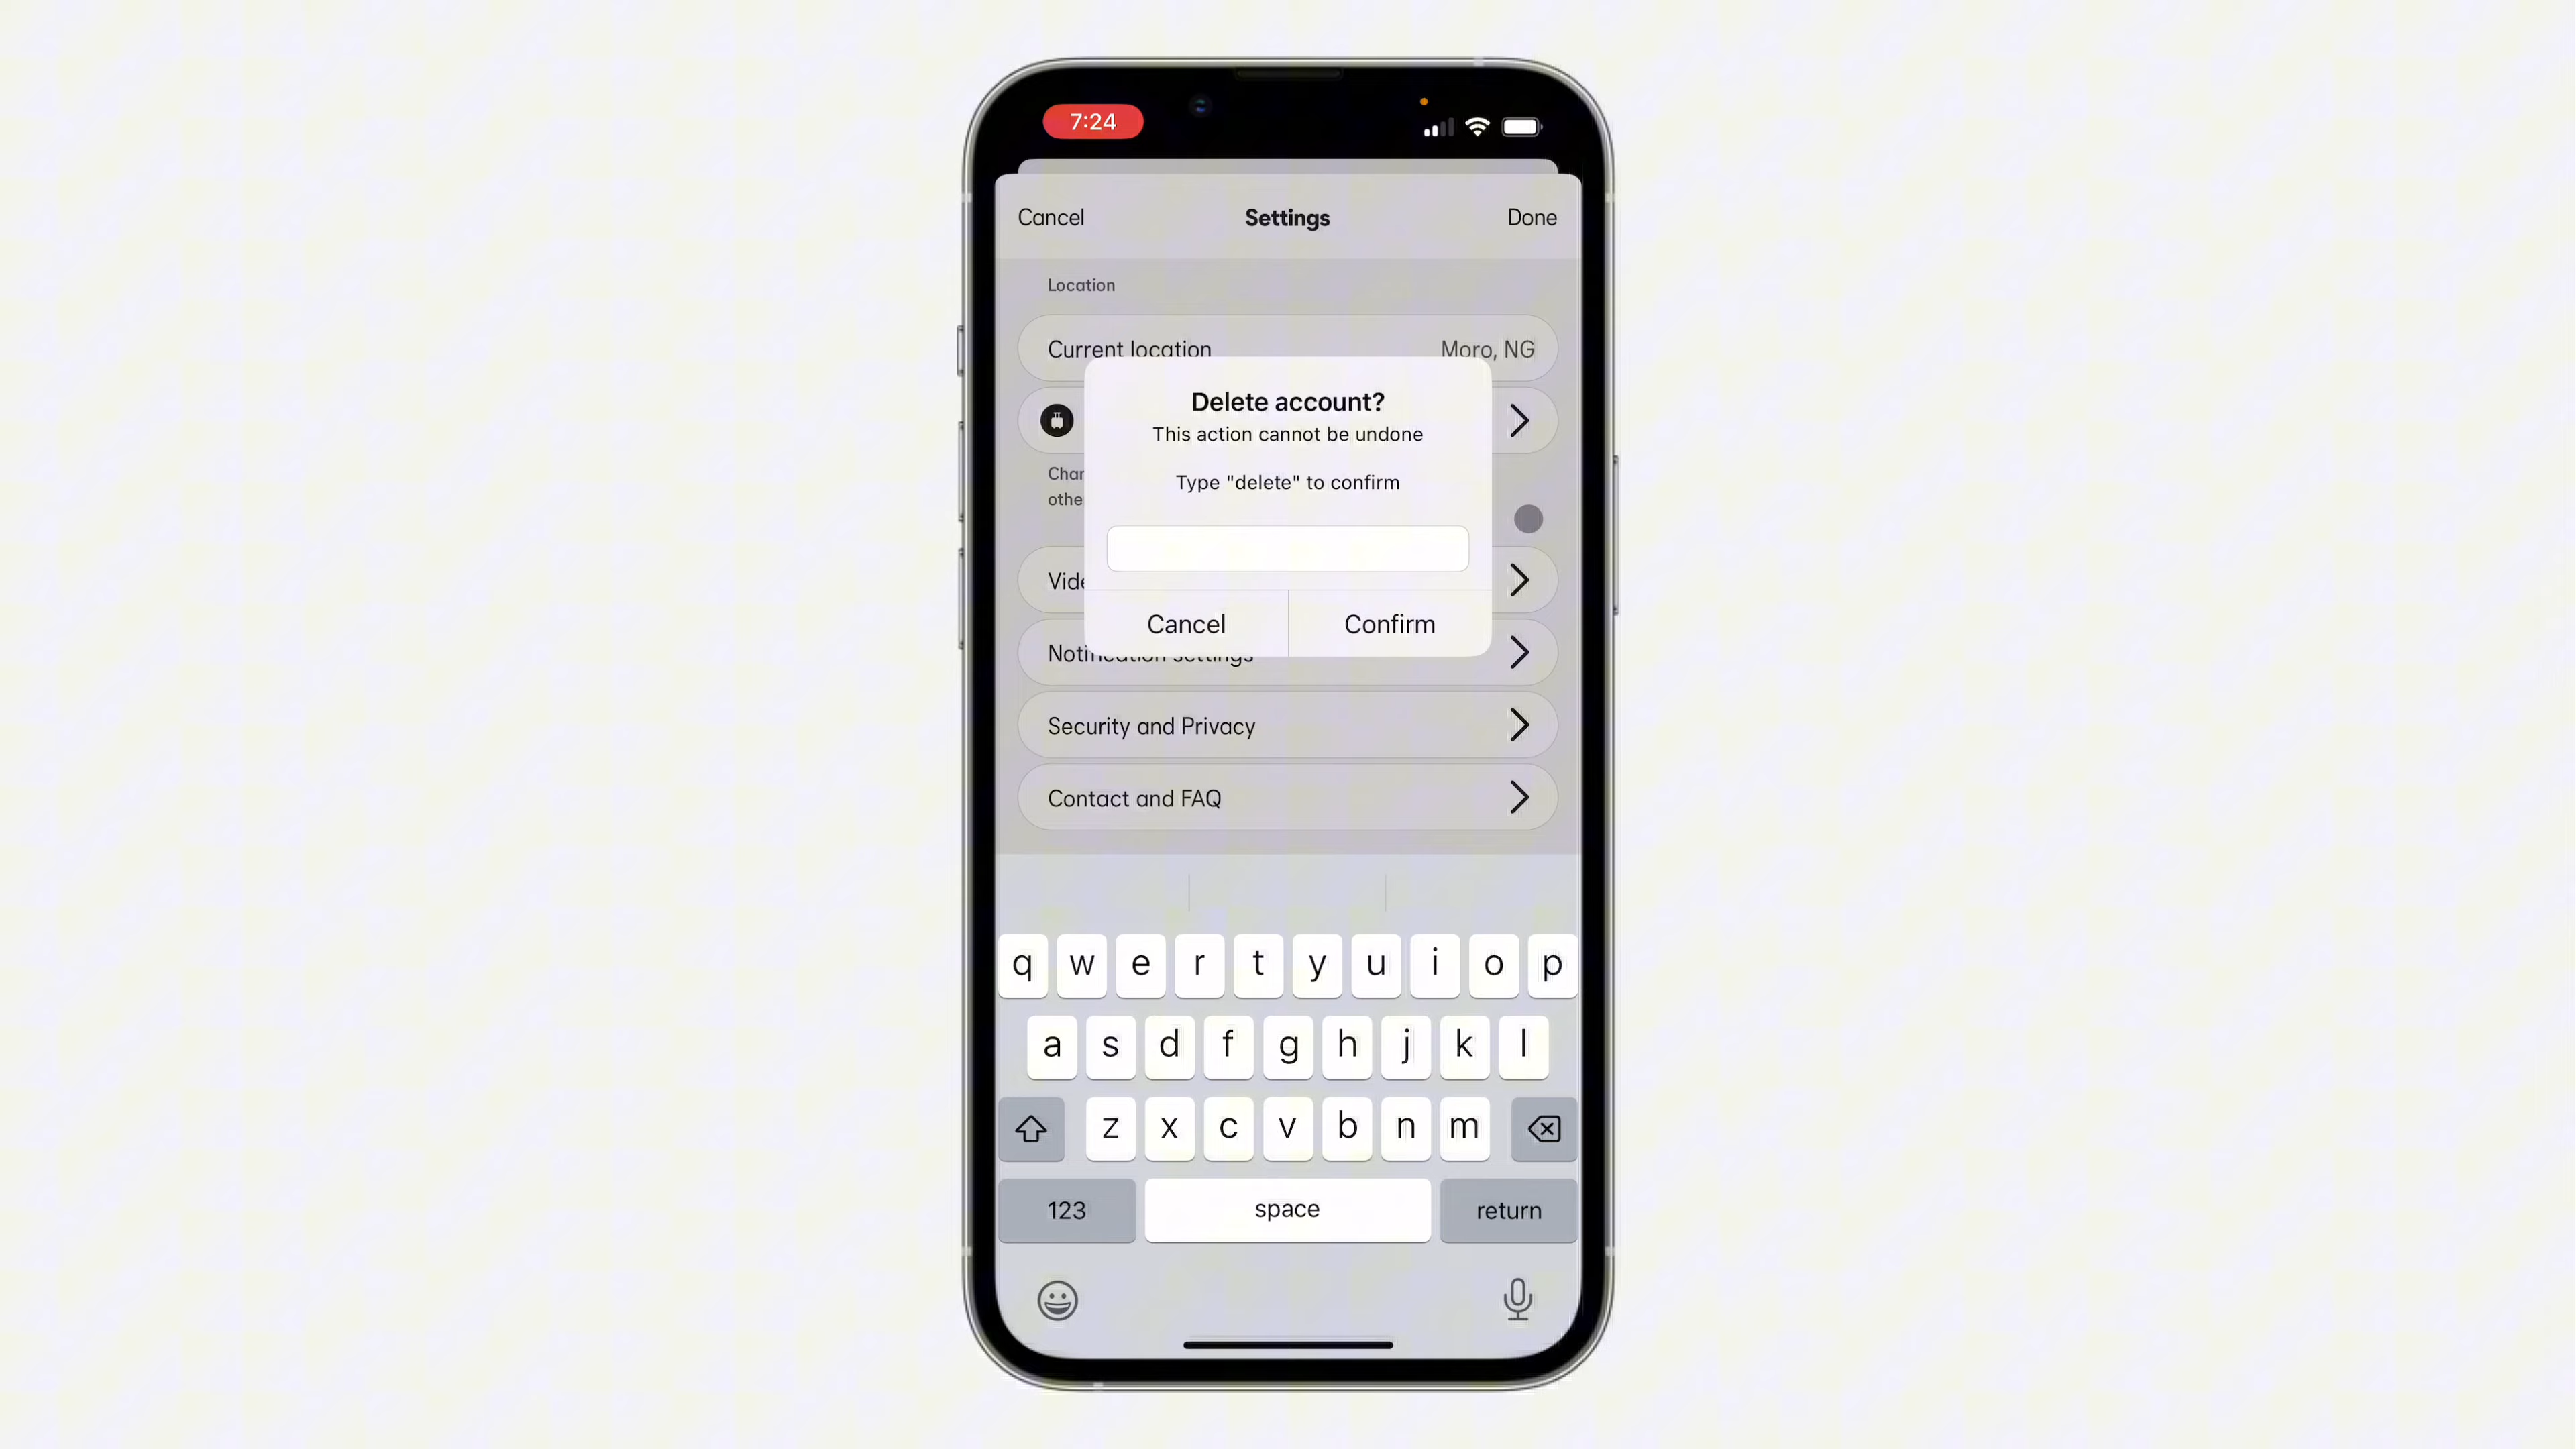 7:24
Cancel Settings Done
Location
Current location Moro, NG
Delete account?
This action cannot be undone
Char
Type "delete" to confirm
othe
Vide
Cancel Confirm
Notification settings
Security and Privacy
Contact and FAQ
q w e r t y u i o p
a s d f g h j k l
z x c v b n m
123 space return